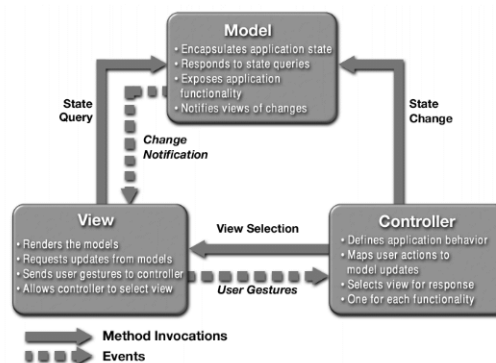 Model
• Encapsulates application state
• Responds to state queries
• Exposes application
functionality
• Notifies views of changes
State
Query
Change
Notification
State
Change
View
• Renders the models
• Requests updates from models
• Sends user gestures to controller
• Allows controller to select view
View Selection
User Gestures
Controller
• Defines application behavior
• Maps user actions to
model updates
• Selects view for response
• One for each functionality
Method Invocations
Events